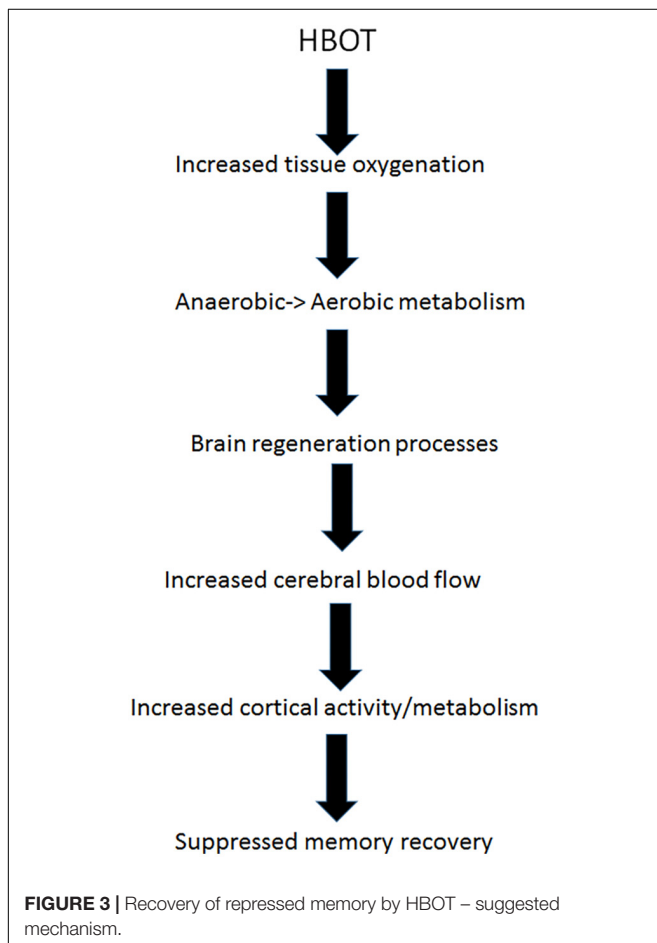 HBOT
Increased tissue oxygenation
Anaerobic-> Aerobic metabolism
Brain regeneration processes
Increased cerebral blood flow
Increased cortical activity/metabolism
Suppressed memory recovery
FIGURE 3 | Recovery of repressed memory by HBOT – suggested
mechanism.